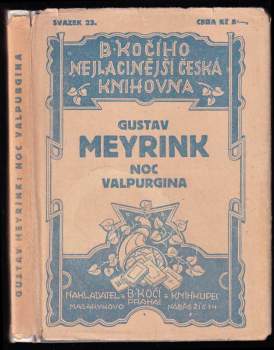 SVAZEK 23.
CENA KČ 8
B. KOČÍHO
NEJLACINĚJŠÍ ČESKÁ
KNIHOVNA
GUSTAV
MEYRINK
NOC
VALPURGINA
NAKLADATEL B. KOČÍ KNIHKUPEC
PRAHA I
MASARYKOVO NÁBŘEŽÍ 14
GUSTAV MEYRINK: NOC VALPURGINA